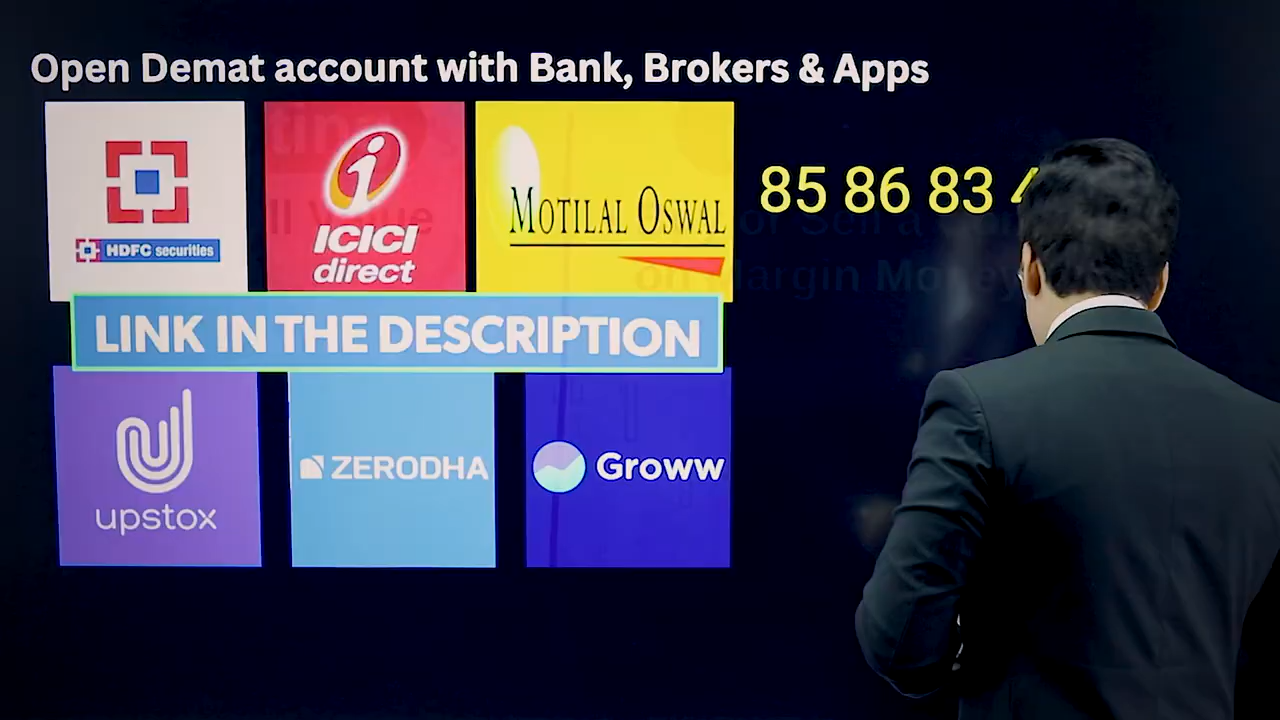 Open Demat account with Bank, Brokers & Apps
HDFC securities
ICICI
direct
MOTILAL OSWAL
85 86 83 4
LINK IN THE DESCRIPTION
upstox
ZERODHA
Groww